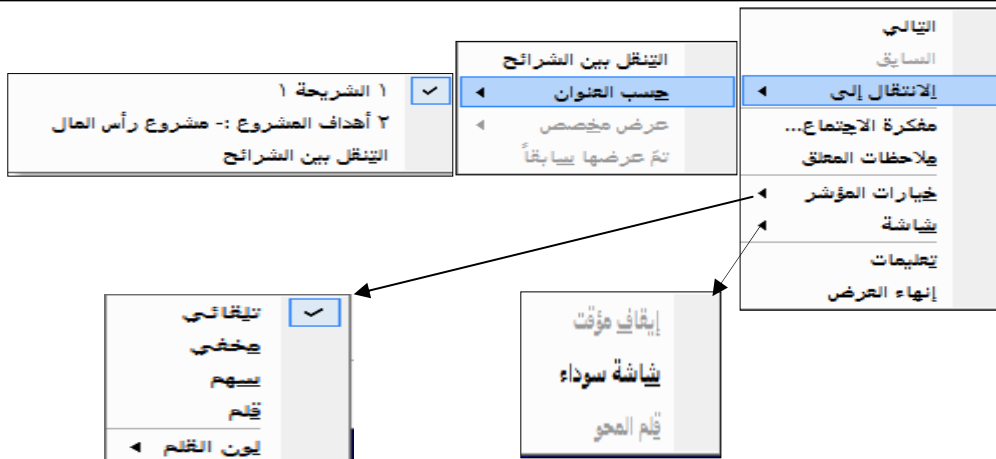 التالي
السابق
الانتقال إلى
مفكرة الاجتماع...
ملاحظات المعلق
خيارات المؤشر
شاشة
تعليمات
إنهاء العرض
التنقل بين الشرائح
حسب العنوان
عرض مخصص
تمّ عرضها سابقاً
١ الشريحة ١
٢ أهداف المشروع :- مشروع رأس المال
التنقل بين الشرائح
إيقاف مؤقت
شاشة سوداء
قلم المحو
تلقائي
مخفي
سهم
قلم
لون القلم